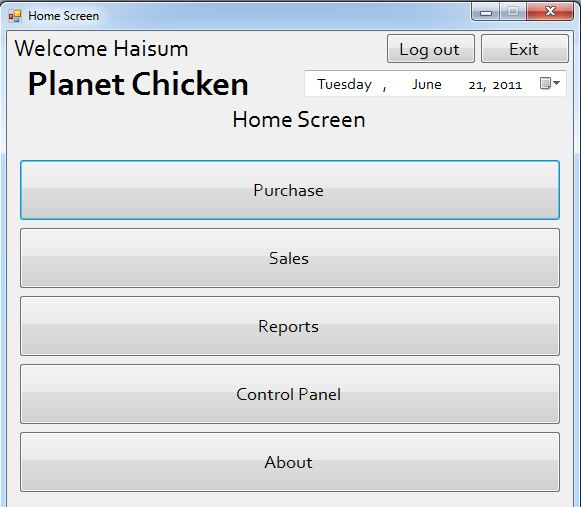 Home Screen
Welcome Haisum
Log out
Exit
Planet Chicken
Tuesday , June 21, 2011
Home Screen
Purchase
Sales
Reports
Control Panel
About